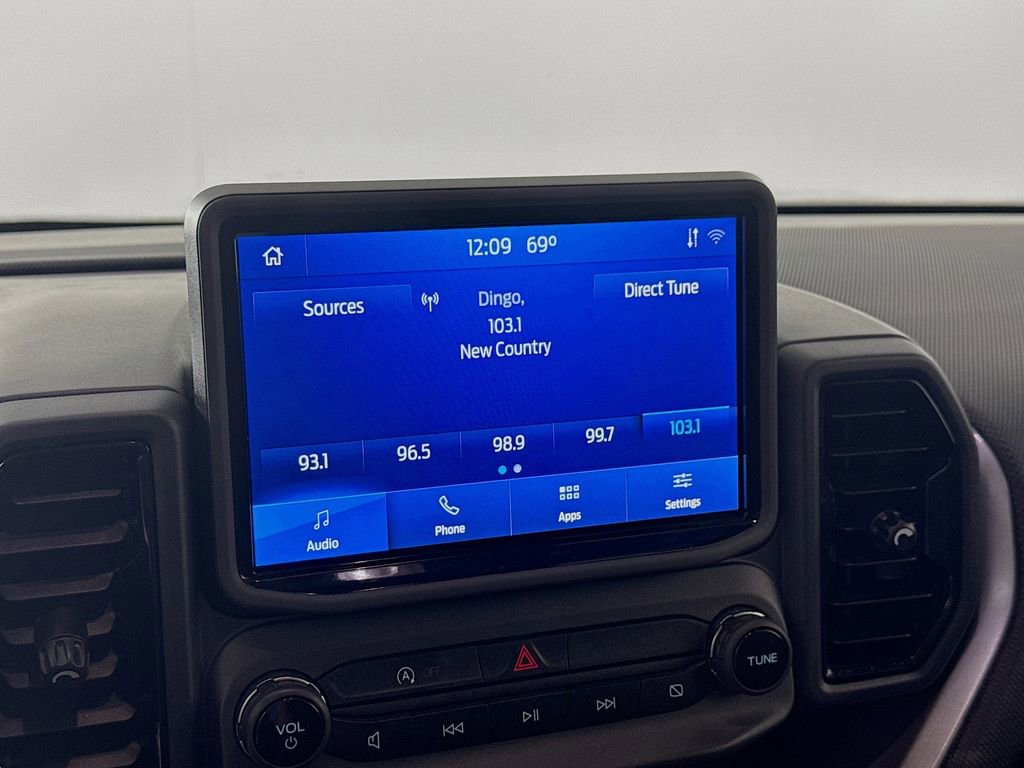 12:09 69°
Sources
Dingo,
Direct Tune
103.1
New Country
93.1 96.5 98.9 99.7 103.1
Audio Phone Apps Settings
A OFF
VOL
TUNE